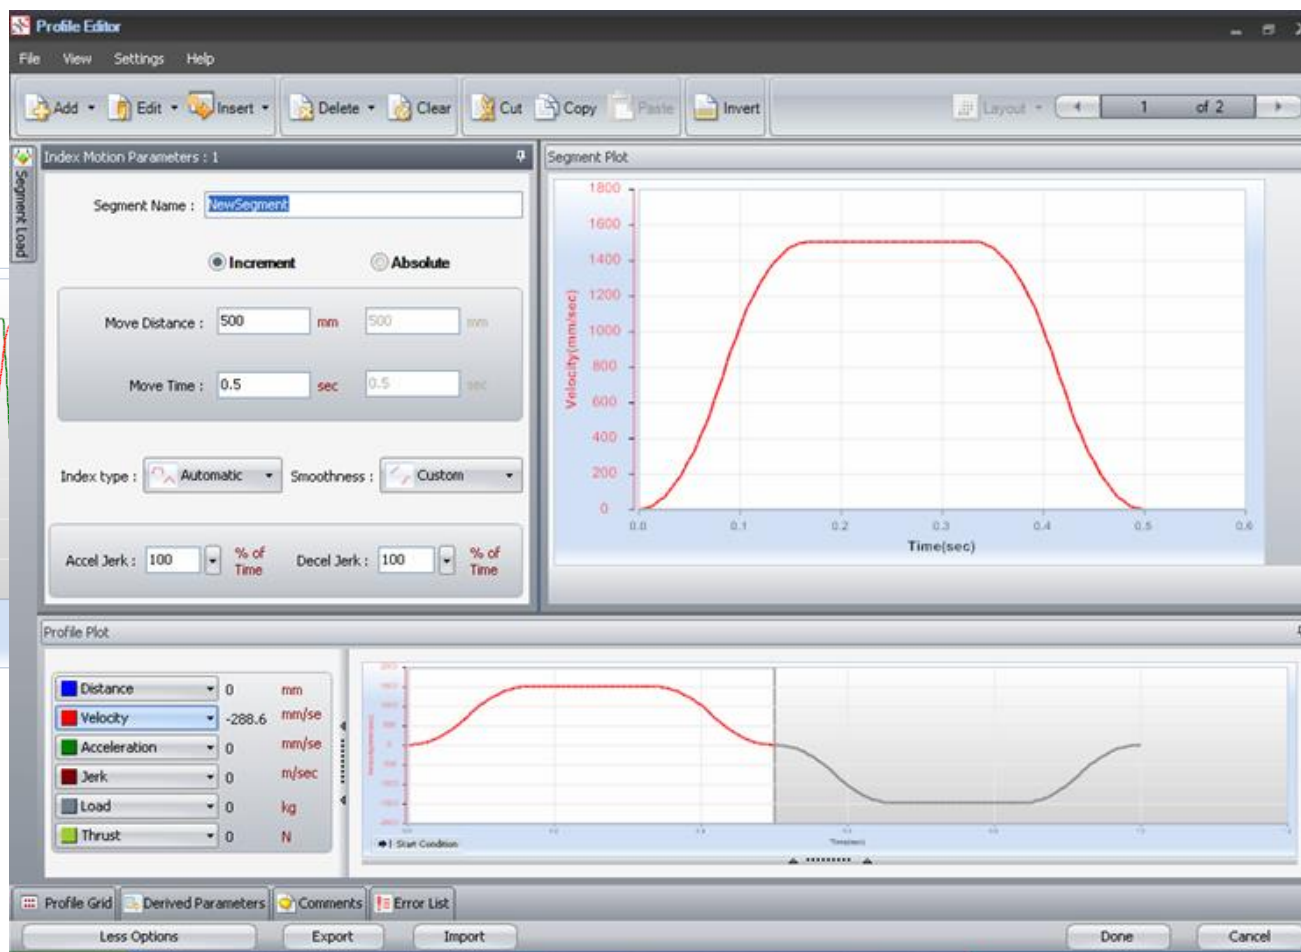 Profile Editor
File View Settings Help
Add Edit Insert Delete Clear Cut Copy Paste Invert Layout 1 of 2
Segment Load
Index Motion Parameters : 1
Segment Name : NewSegment
Increment Absolute
Move Distance : 500 mm 500 mm
Move Time : 0.5 sec 0.5 sec
Index type : Automatic Smoothness : Custom
Accel Jerk : 100 % of Time Decel Jerk : 100 % of Time
Segment Plot
Velocity(mm/sec)
1800
1600
1400
1200
1000
800
600
400
200
0
0.0 0.1 0.2 0.3 0.4 0.5 0.6
Time(sec)
Profile Plot
Distance 0 mm
Velocity -288.6 mm/se
Acceleration 0 mm/se
Jerk 0 m/sec
Load 0 kg
Thrust 0 N
1 Start Condition
Profile Grid Derived Parameters Comments Error List
Less Options Export Import Done Cancel